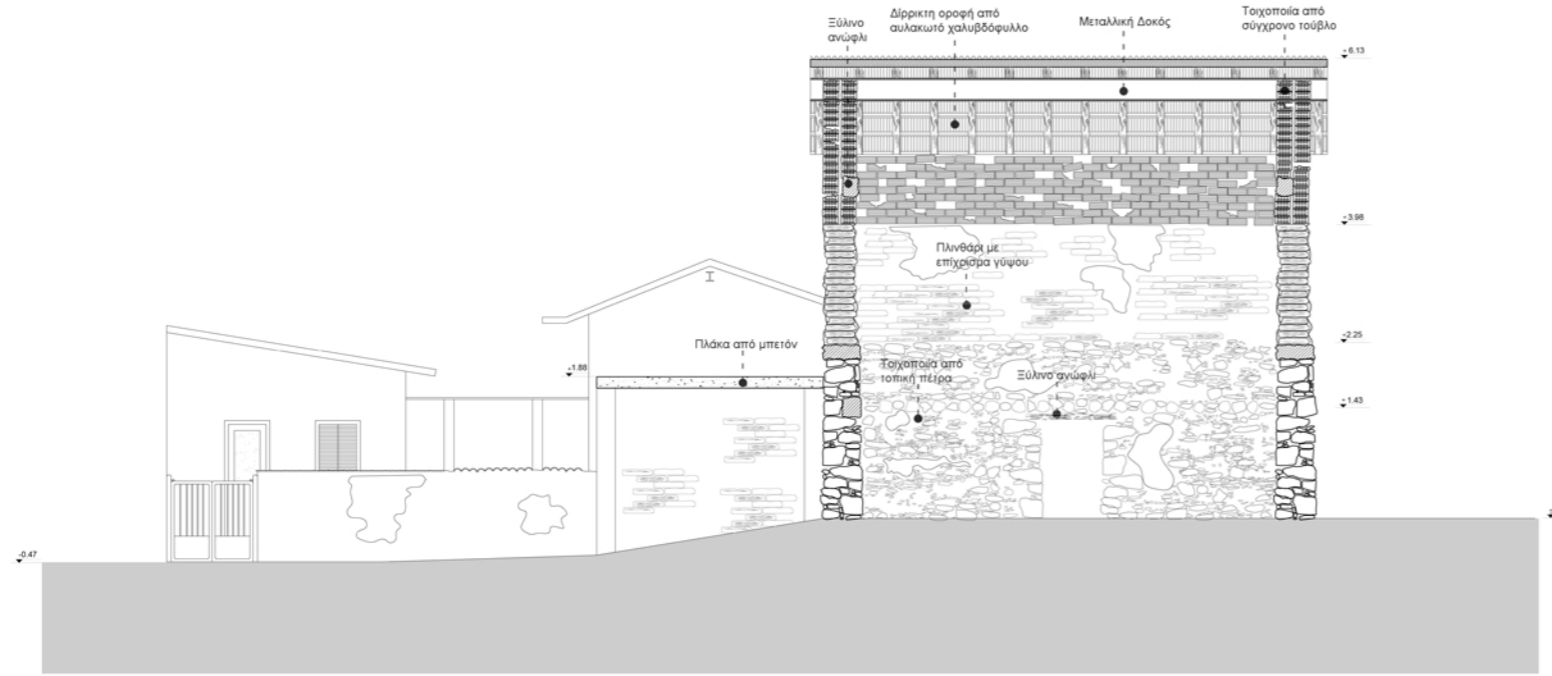 Ξύλινο
ανώφλι
Δίρρικτη οροφή από
αυλακωτό χαλυβδόφυλλο
Μεταλλική Δοκός
Τοιχοποιία από
σύγχρονο τούβλο
+6.13
+3.98
Πλινθάρι με
επίχρισμα γύψου
+2.25
Πλάκα από μπετόν
+1.88
Τοιχοποιία από
τοπική πέτρα
Ξύλινο ανώφλι
+1.43
-0.47